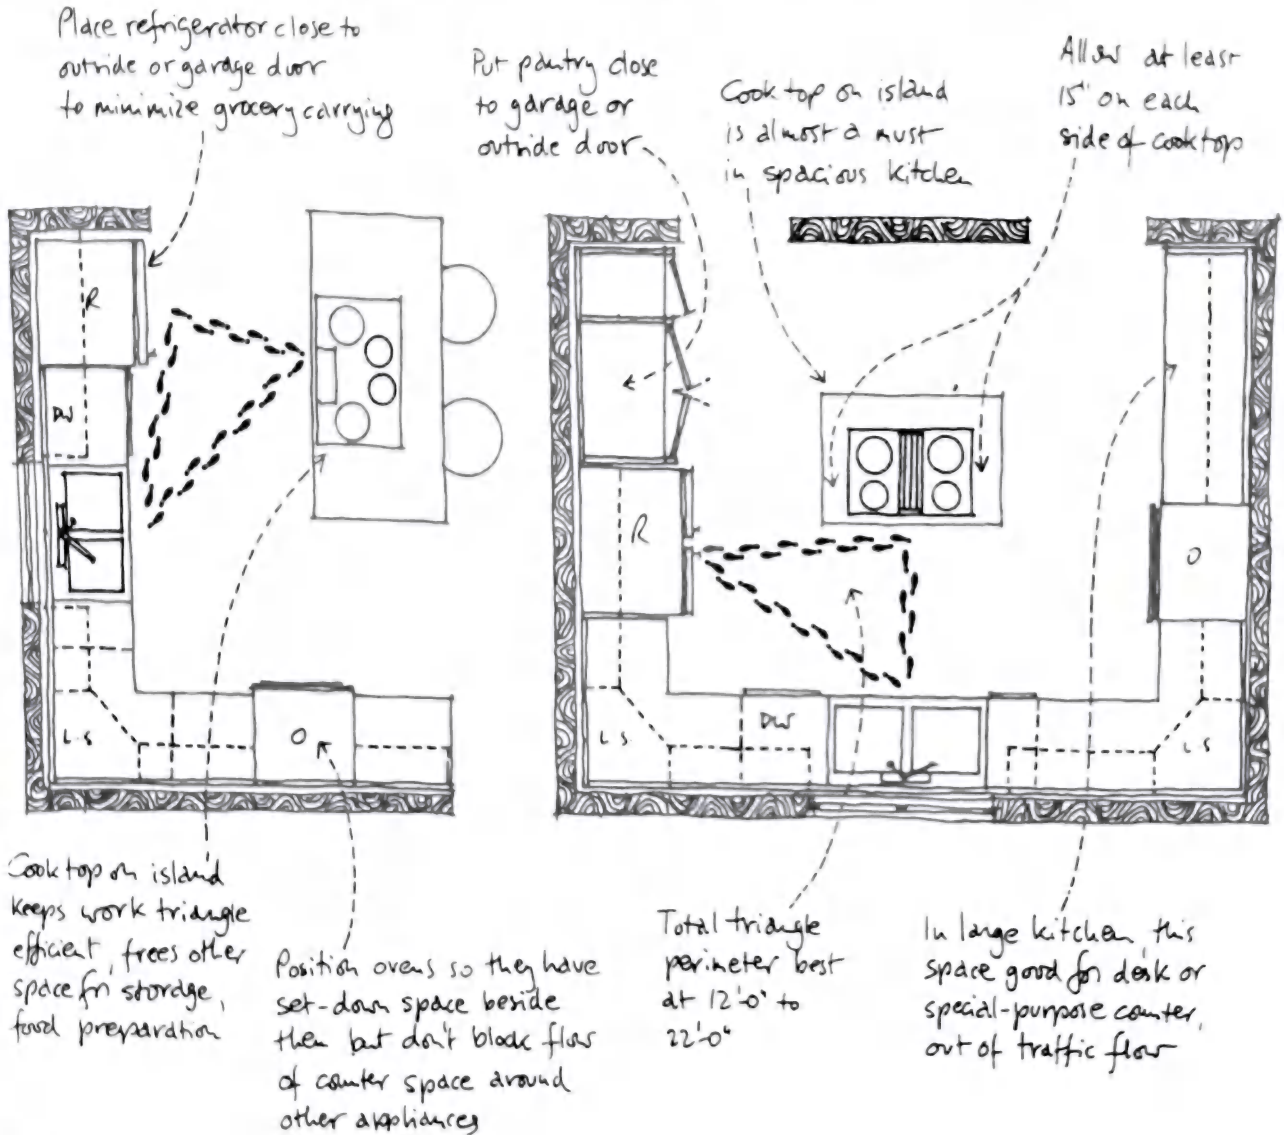 Place refrigerator close to
outside or garage door
to minimize grocery carrying
Put pantry close
to garage or
outside door
Cook top on island
is almost a must
in spacious kitchen
Allow at least
15" on each
side of cooktop
R
DW
L.S
O
R
O
L.S.
DW
L.S
Cooktop on island
keeps work triangle
efficient, frees other
space for storage,
food preparation
Position ovens so they have
set-down space beside
them but don't block flow
of counter space around
other appliances
Total triangle
perimeter best
at 12'-0" to
22'-0"
In large kitchen, this
space good for desk or
special-purpose counter,
out of traffic flow